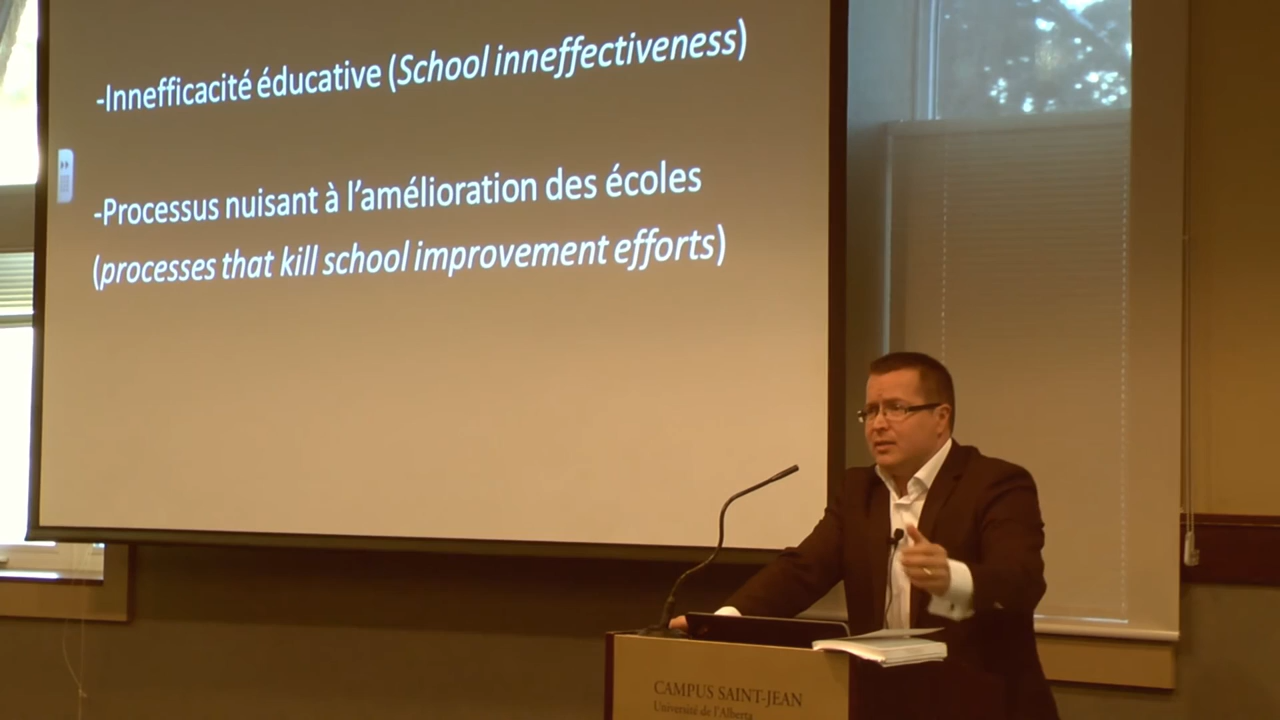 -Innefficacité éducative (School inneffectiveness)
-Processus nuisant à l'amélioration des écoles
(processes that kill school improvement efforts)
CAMPUS SAINT-JEAN
Université de l'Alberta